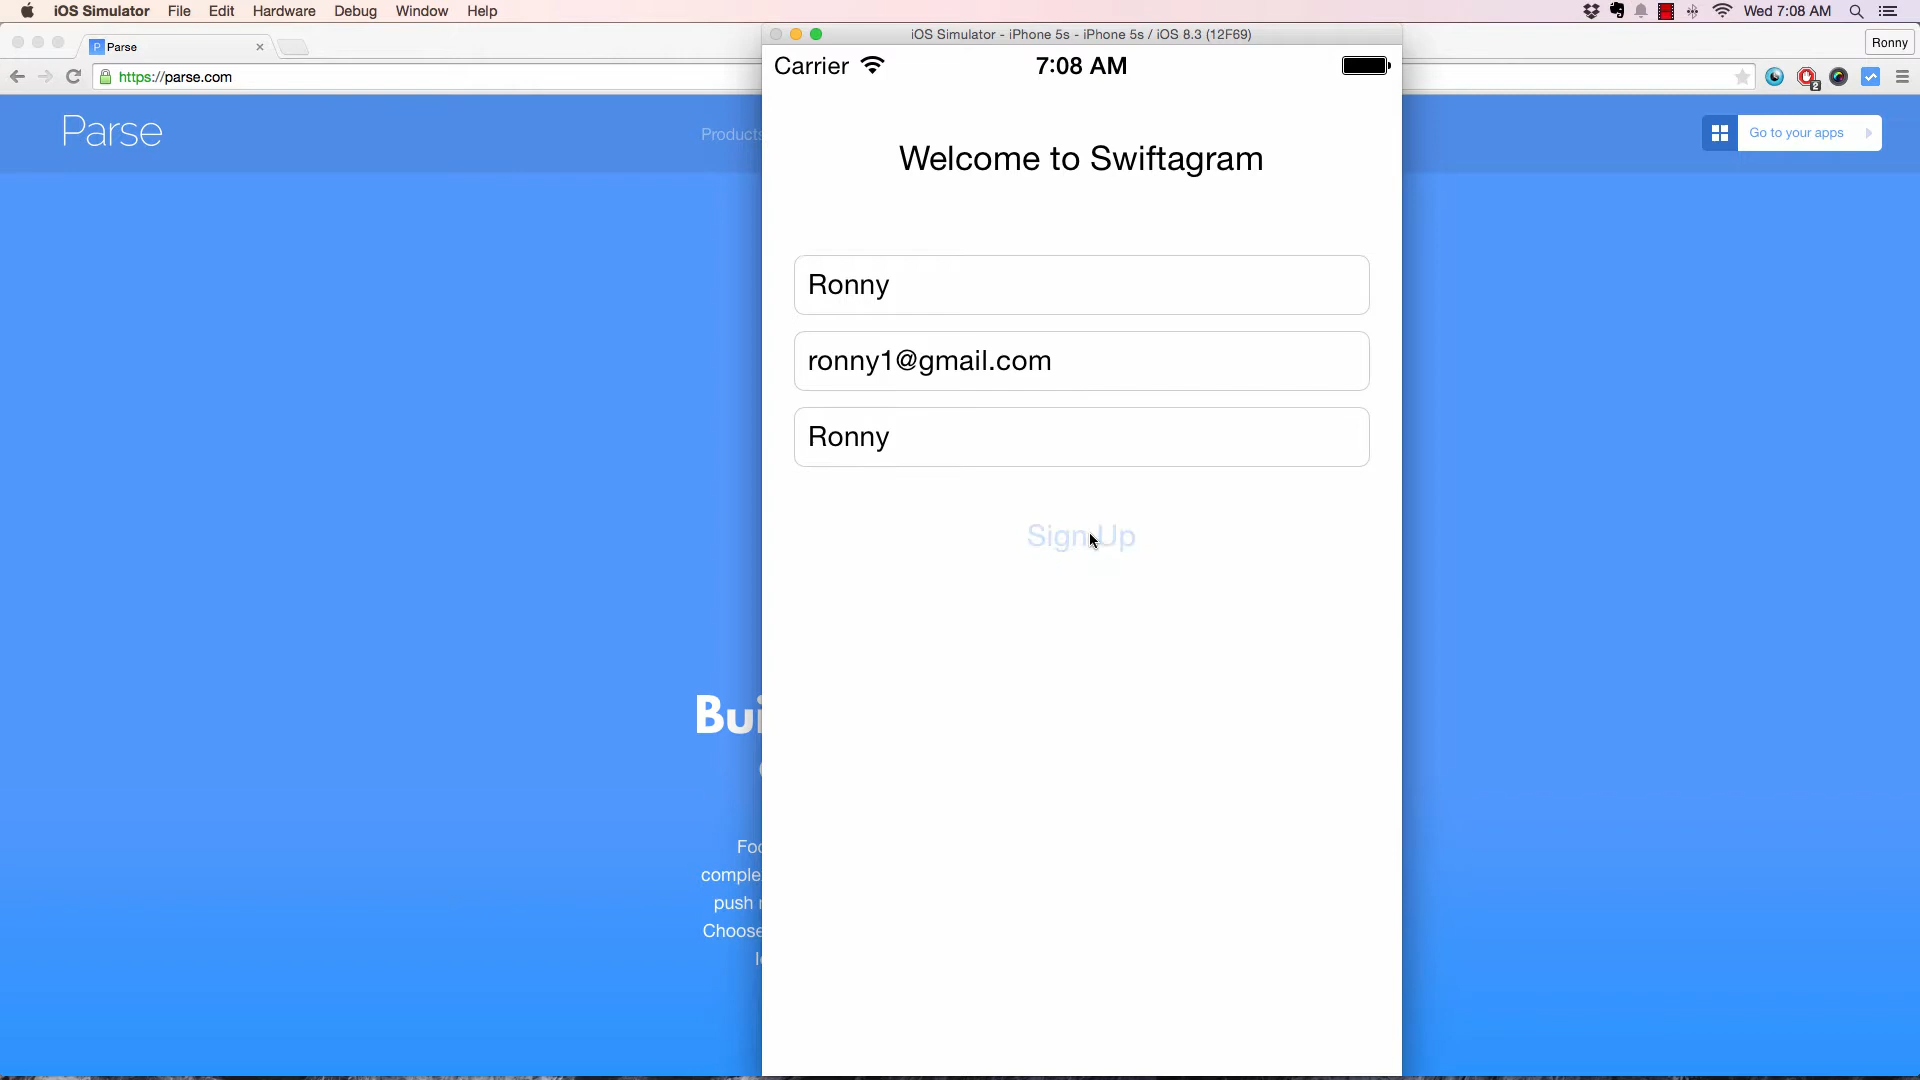 iOS Simulator File Edit Hardware Debug Window Help Wed 7:08 AM
Parse
iOS Simulator - iPhone 5s - iPhone 5s / iOS 8.3 (12F69)
Ronny
https://parse.com
2
Carrier 7:08 AM
Parse
Products
Go to your apps
Welcome to Swiftagram
Ronny
ronny1@gmail.com
Ronny
Sign Up
Bui
comple
push
Choose